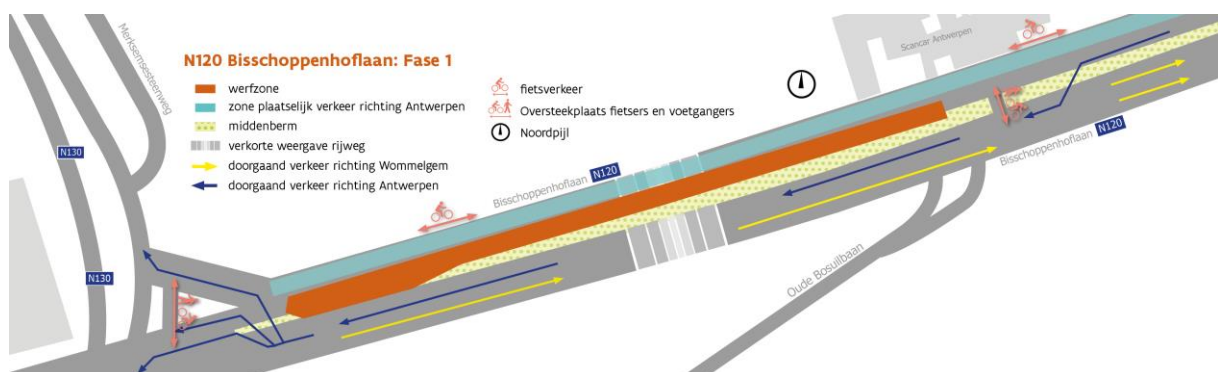 N120 Bisschoppenhoflaan: Fase 1
werfzone
zone plaatselijk verkeer richting Antwerpen
middenberm
verkorte weergave rijweg
doorgaand verkeer richting Wommelgem
doorgaand verkeer richting Antwerpen
fietsverkeer
Oversteekplaats fietsers en voetgangers
Noordpijl
Merksemsesteenweg
N130
N130
Bisschoppenhoflaan N120
Scancar Antwerpen
Bisschoppenhoflaan N120
Oude Bosuilbaan